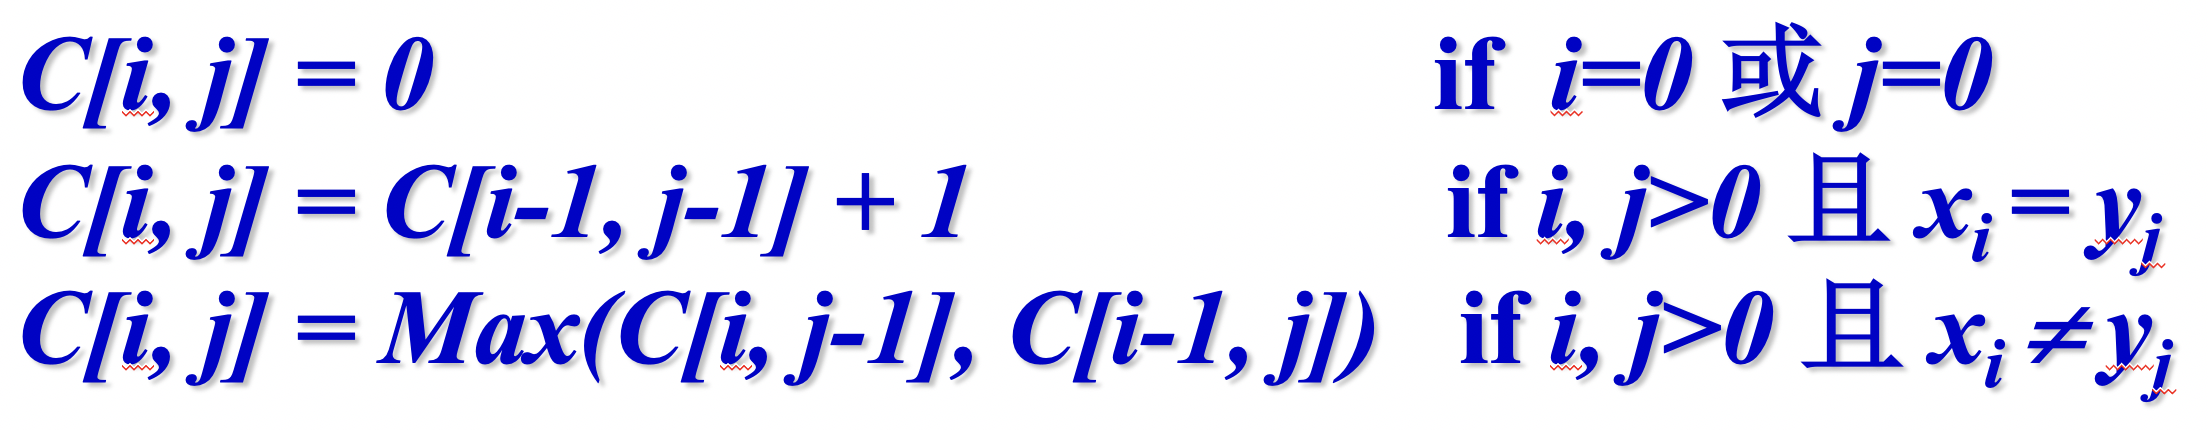 C[i, j] = 0 if i=0 或 j=0
C[i, j] = C[i-1, j-1] + 1 if i, j>0 且 xi = yj
C[i, j] = Max(C[i, j-1], C[i-1, j]) if i, j>0 且 xi ≠ yj